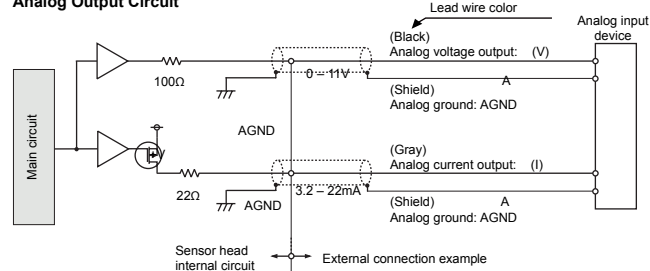 Analog Output Circuit
Lead wire color
Analog input
device
(Black)
Analog voltage output: (V)
100Ω
0 – 11V
A
(Shield)
Analog ground: AGND
AGND
Main circuit
(Gray)
Analog current output: (I)
22Ω
AGND
3.2 – 22mA
(Shield)
A
Analog ground: AGND
Sensor head
internal circuit
External connection example